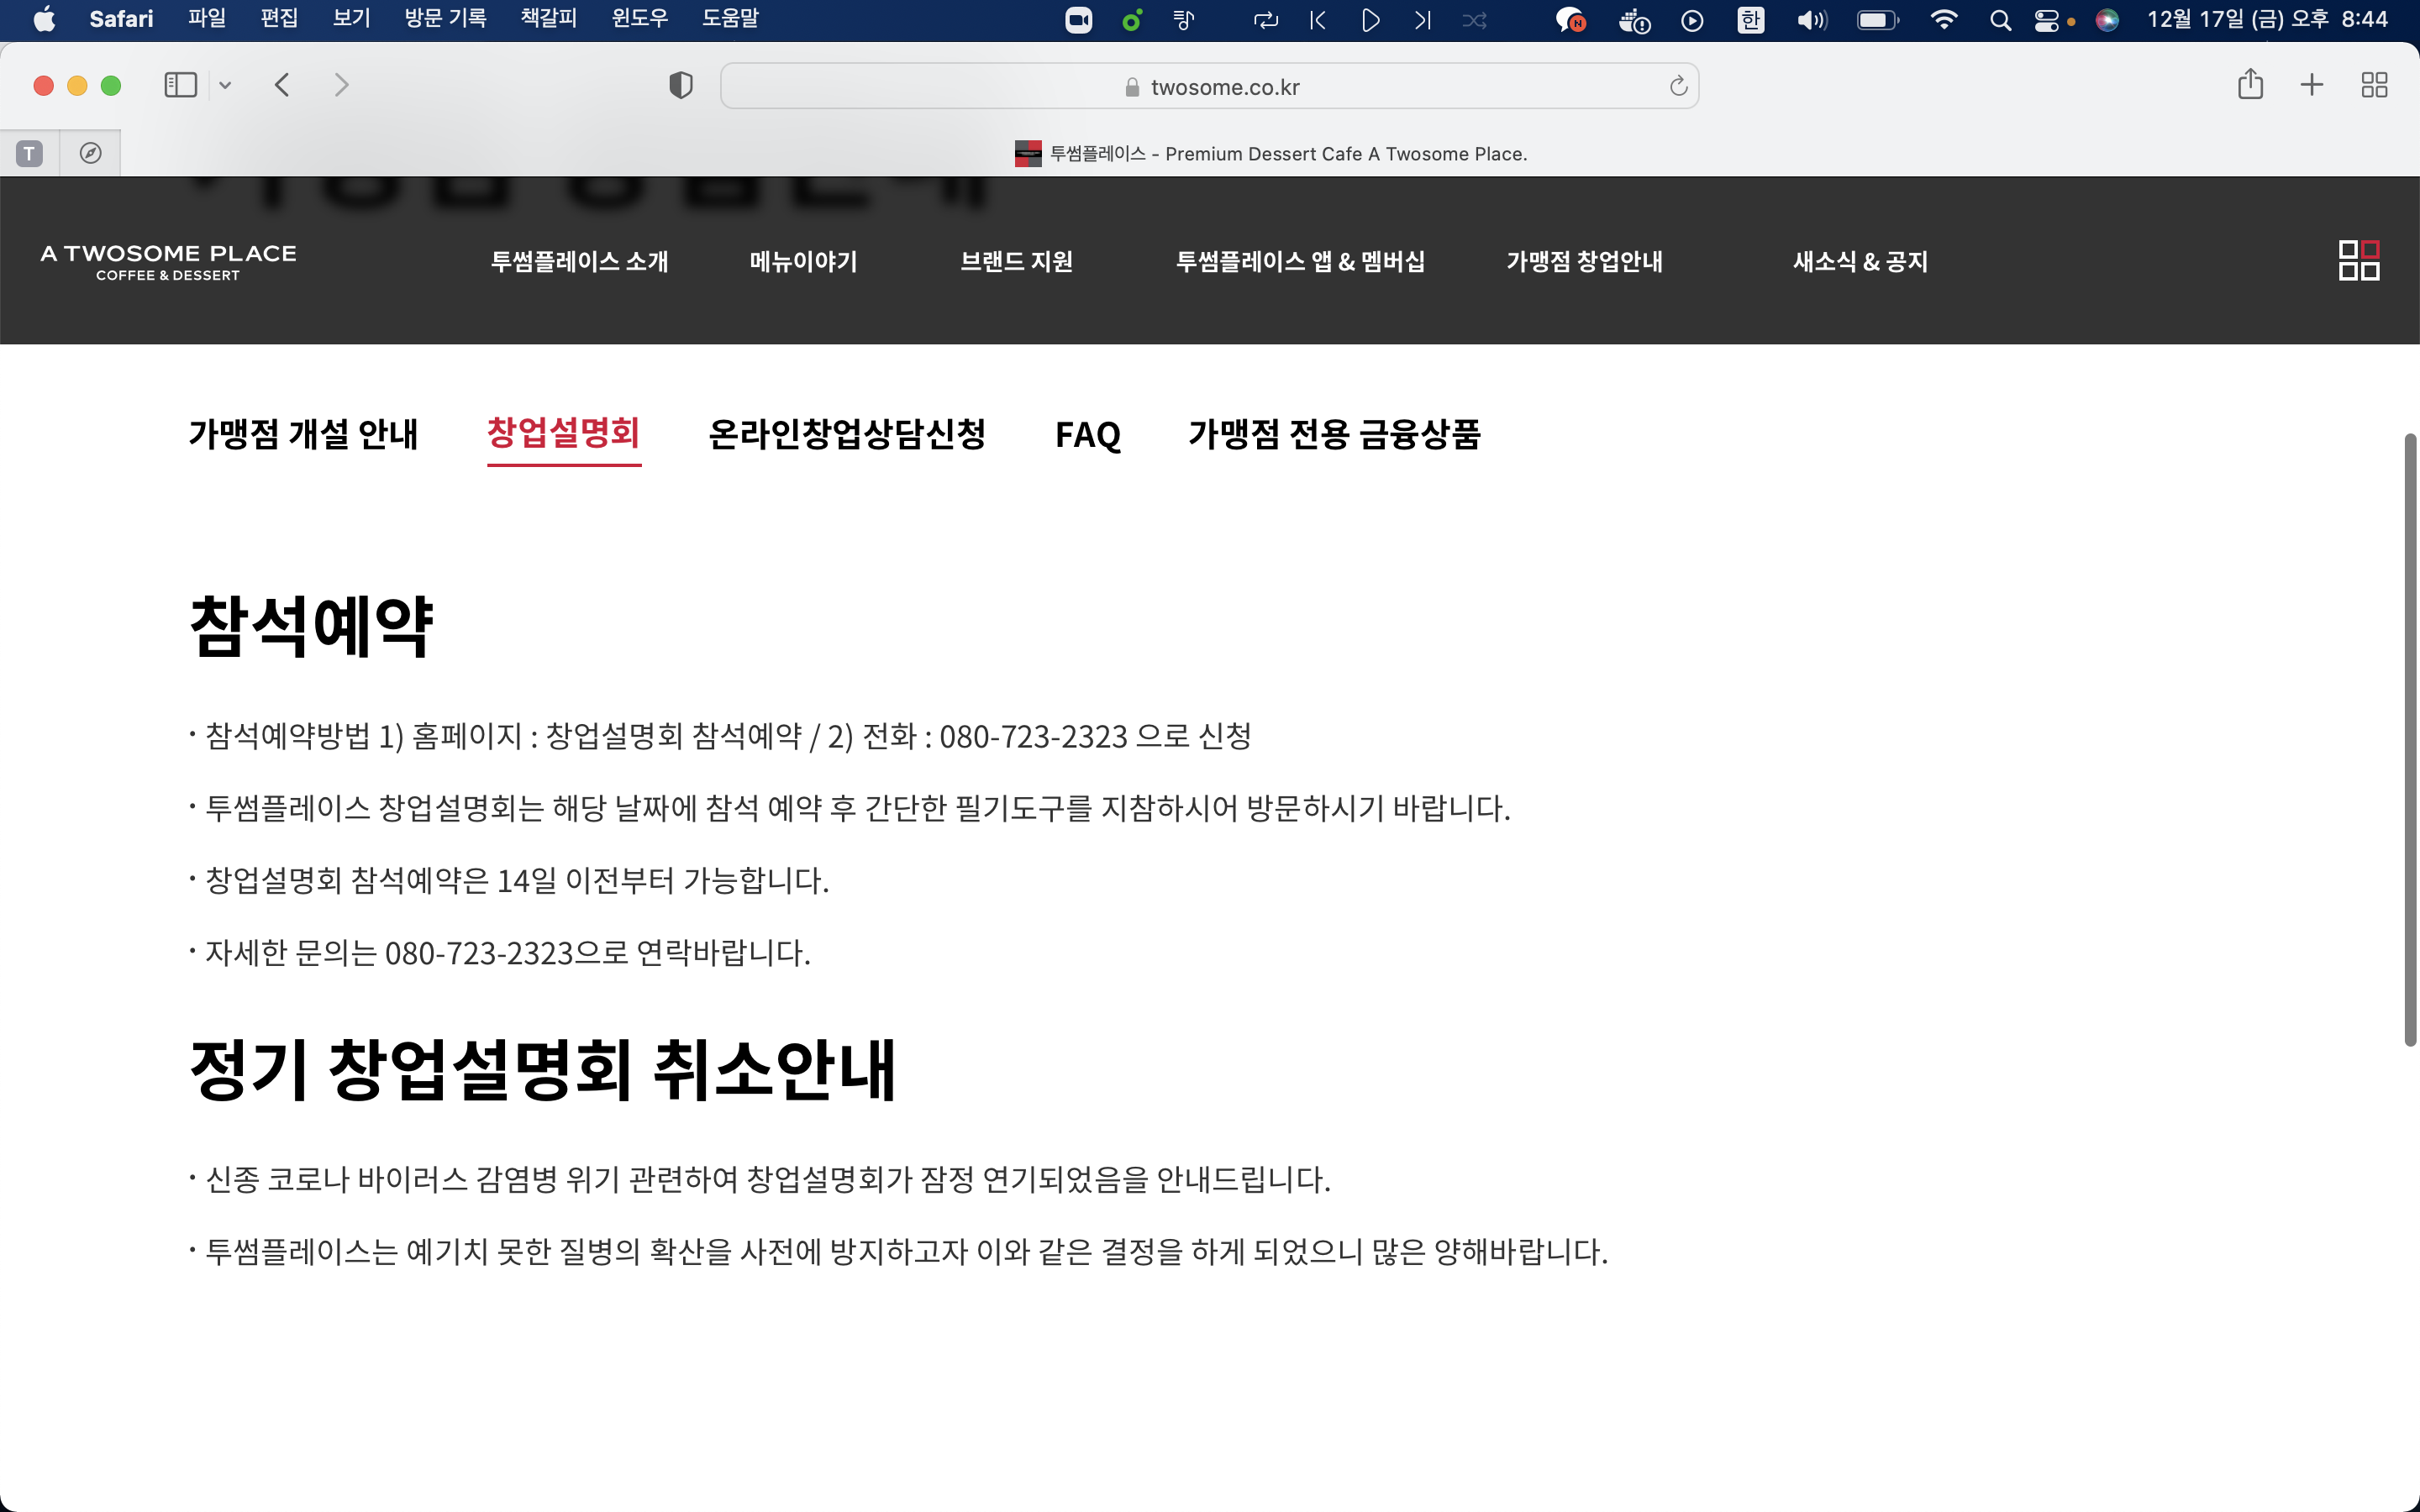 Safari 파일 편집 보기 방문 기록 책갈피 윈도우 도움말 N 한 12월 17일 (금) 오후 8:44
twosome.co.kr
T 투썸플레이스 - Premium Dessert Cafe A Twosome Place.
A TWOSOME PLACE
COFFEE & DESSERT
투썸플레이스 소개 메뉴이야기 브랜드 지원 투썸플레이스 앱 & 멤버십 가맹점 창업안내 새소식 & 공지
가맹점 개설 안내 창업설명회 온라인창업상담신청 FAQ 가맹점 전용 금융상품
참석예약
· 참석예약방법 1) 홈페이지 : 창업설명회 참석예약 / 2) 전화 : 080-723-2323 으로 신청
· 투썸플레이스 창업설명회는 해당 날짜에 참석 예약 후 간단한 필기도구를 지참하시어 방문하시기 바랍니다.
· 창업설명회 참석예약은 14일 이전부터 가능합니다.
· 자세한 문의는 080-723-2323으로 연락바랍니다.
정기 창업설명회 취소안내
· 신종 코로나 바이러스 감염병 위기 관련하여 창업설명회가 잠정 연기되었음을 안내드립니다.
· 투썸플레이스는 예기치 못한 질병의 확산을 사전에 방지하고자 이와 같은 결정을 하게 되었으니 많은 양해바랍니다.